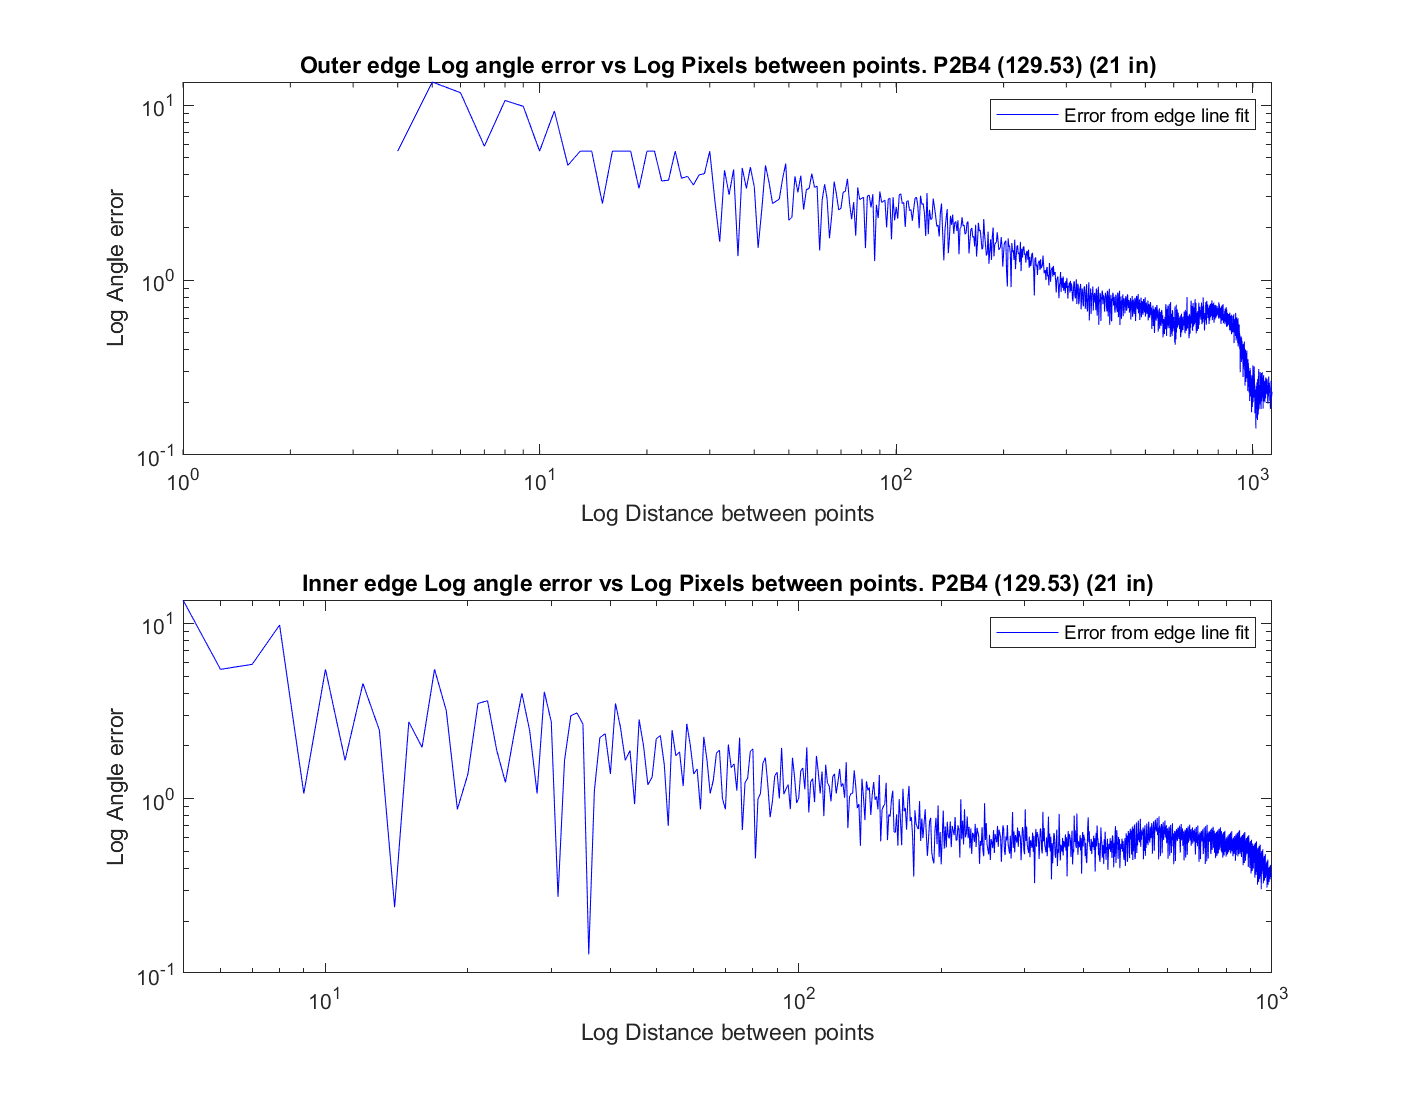 Outer edge Log angle error vs Log Pixels between points. P2B4 (129.53) (21 in)
Error from edge line fit
Log Angle error
10^1
10^0
10^-1
10^0 10^1 10^2 10^3
Log Distance between points
Inner edge Log angle error vs Log Pixels between points. P2B4 (129.53) (21 in)
Error from edge line fit
Log Angle error
10^1
10^0
10^-1
10^1 10^2 10^3
Log Distance between points